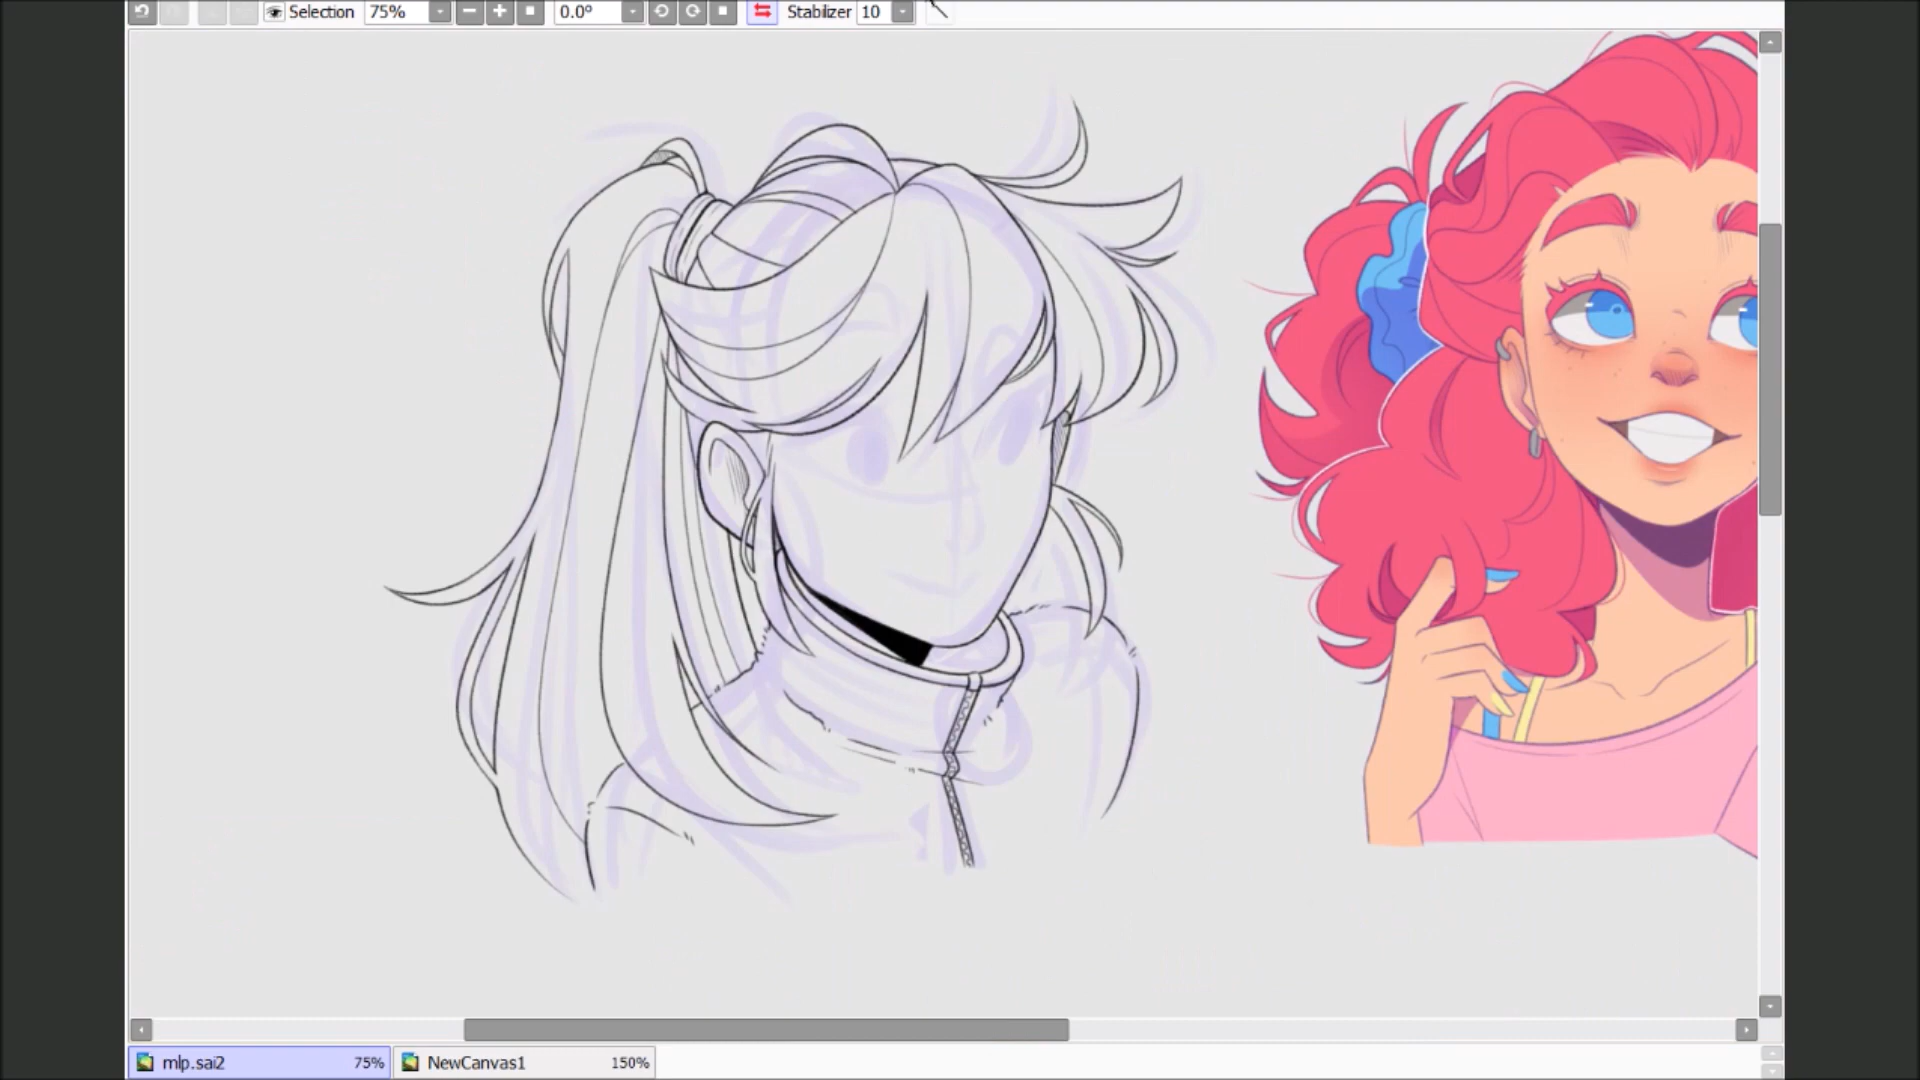 Selection 75% 0.0° Stabilizer 10
mlp.sai2 75% NewCanvas1 150%